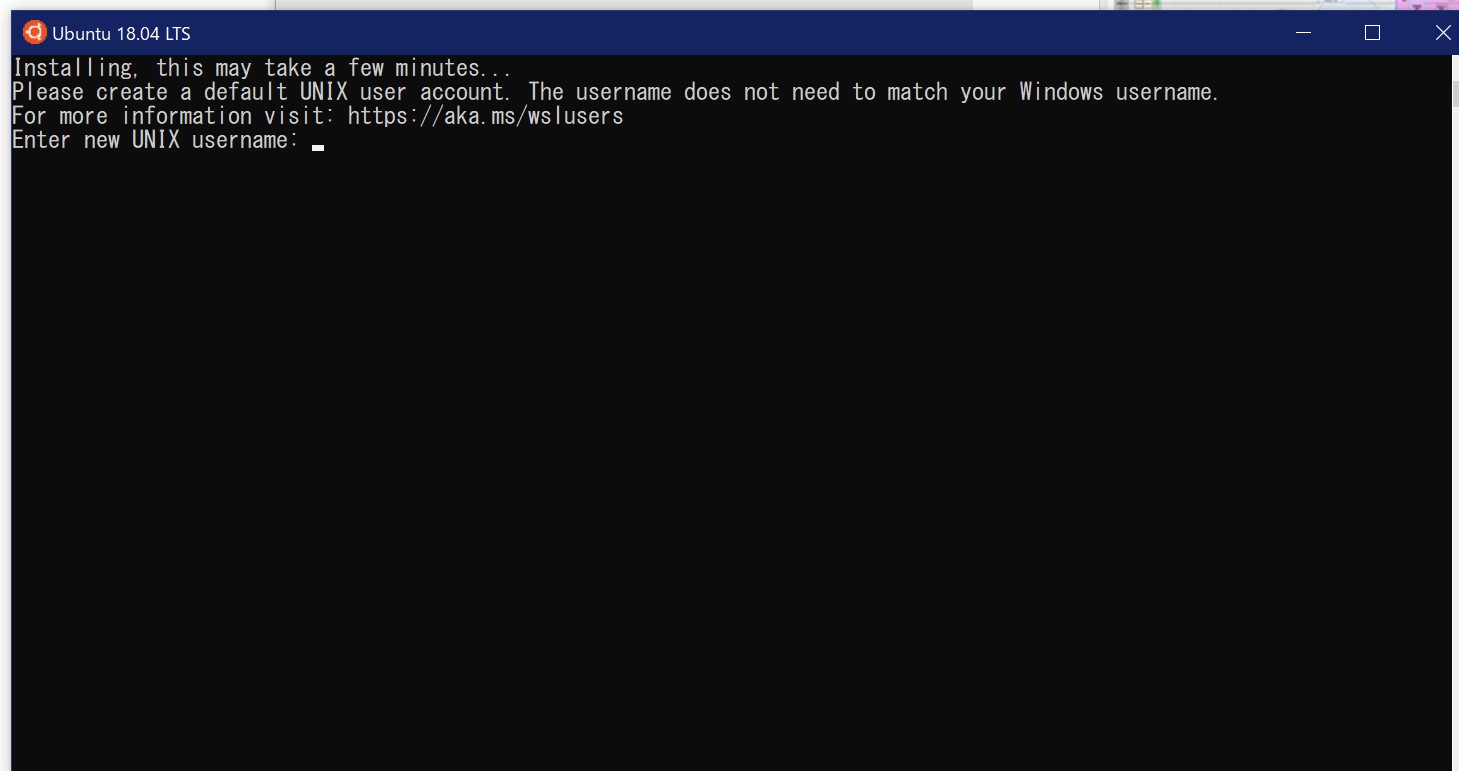 Ubuntu 18.04 LTS
Installing, this may take a few minutes...
Please create a default UNIX user account. The username does not need to match your Windows username.
For more information visit: https://aka.ms/wslusers
Enter new UNIX username: